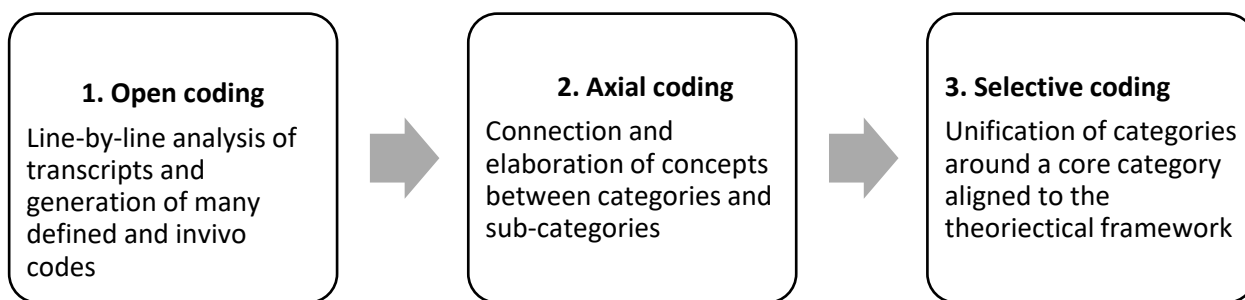 1. Open coding
Line-by-line analysis of
transcripts and
generation of many
defined and invivo
codes
2. Axial coding
Connection and
elaboration of concepts
between categories and
sub-categories
3. Selective coding
Unification of categories
around a core category
aligned to the
theoriectical framework